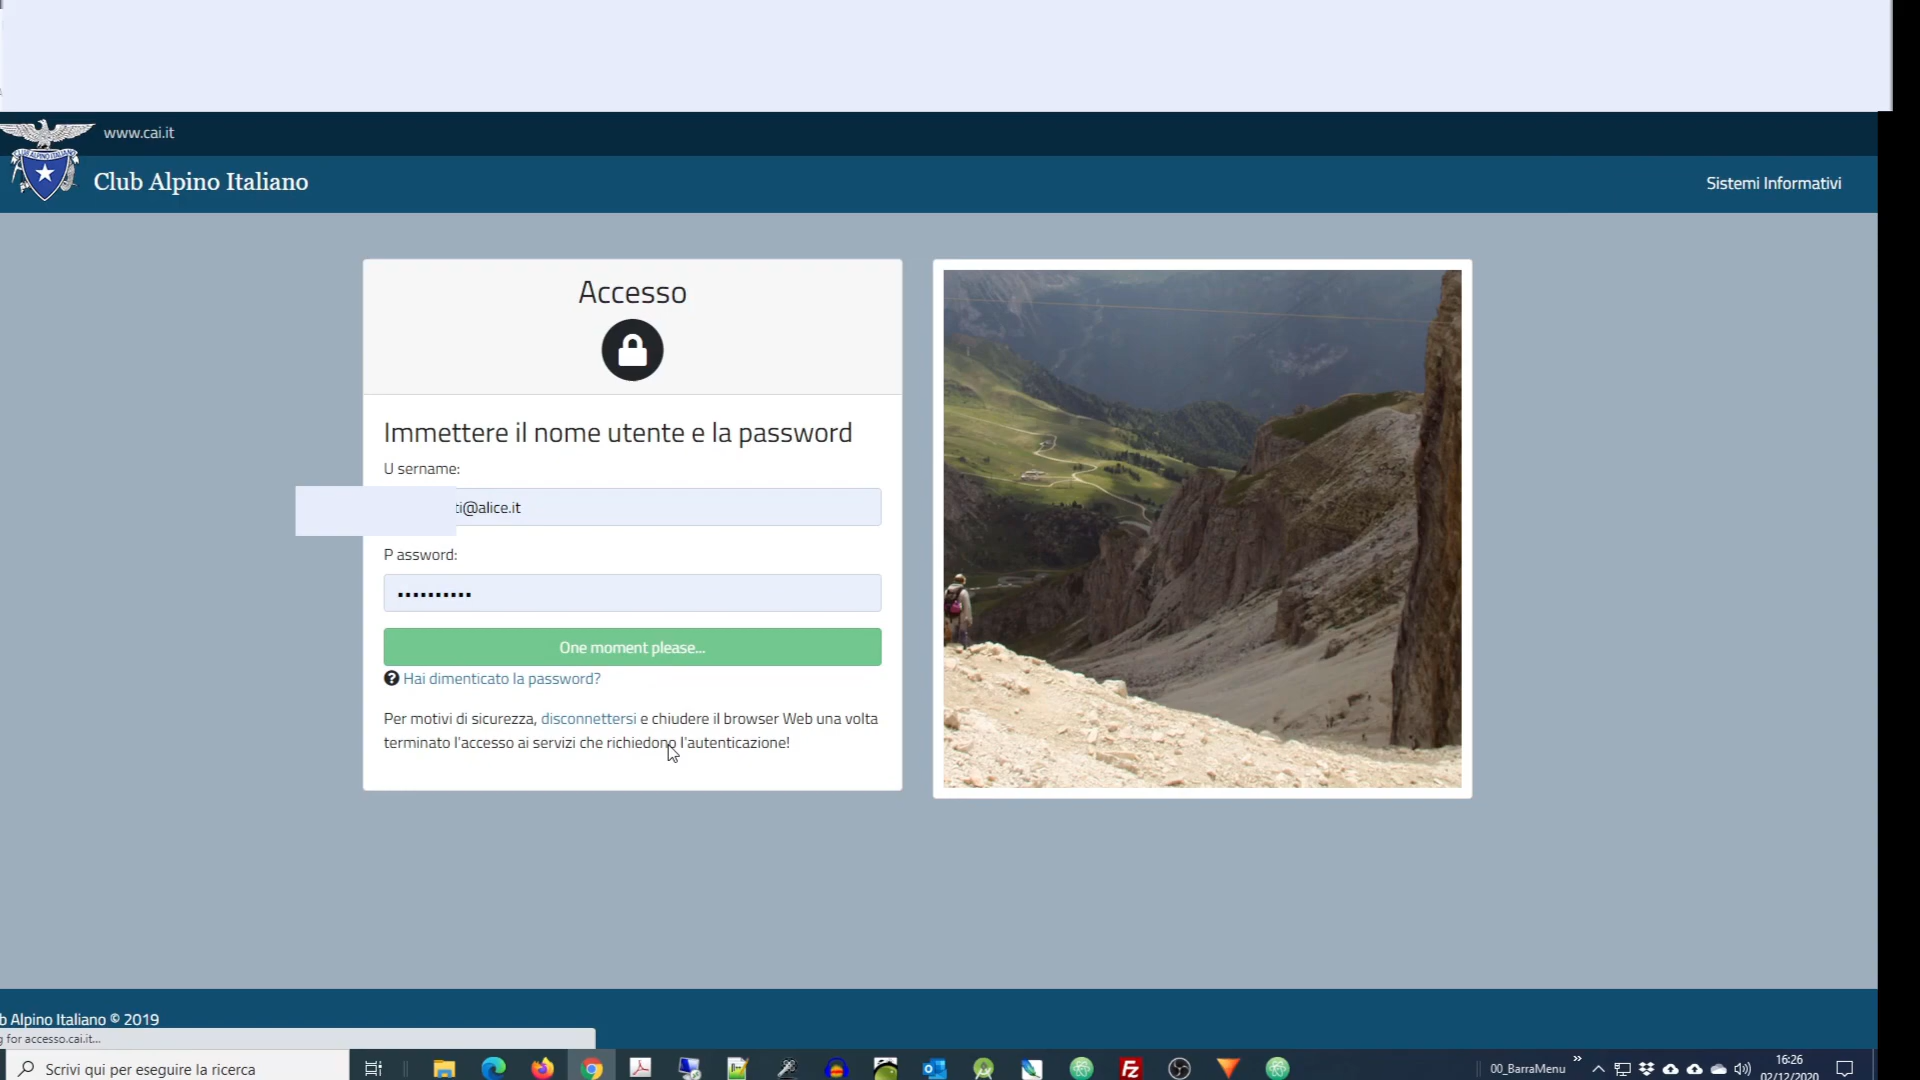 www.cai.it
Club Alpino Italiano
Sistemi Informativi
Accesso
Immettere il nome utente e la password
U sername:
ti@alice.it
P assword:
One moment please...
Hai dimenticato la password?
Per motivi di sicurezza, disconnettersi e chiudere il browser Web una volta
terminato l'accesso ai servizi che richiedono l'autenticazione!
b Alpino Italiano © 2019
g for accesso.cai.it...
Scrivi qui per eseguire la ricerca
00_BarraMenu
16:26
02/12/2020